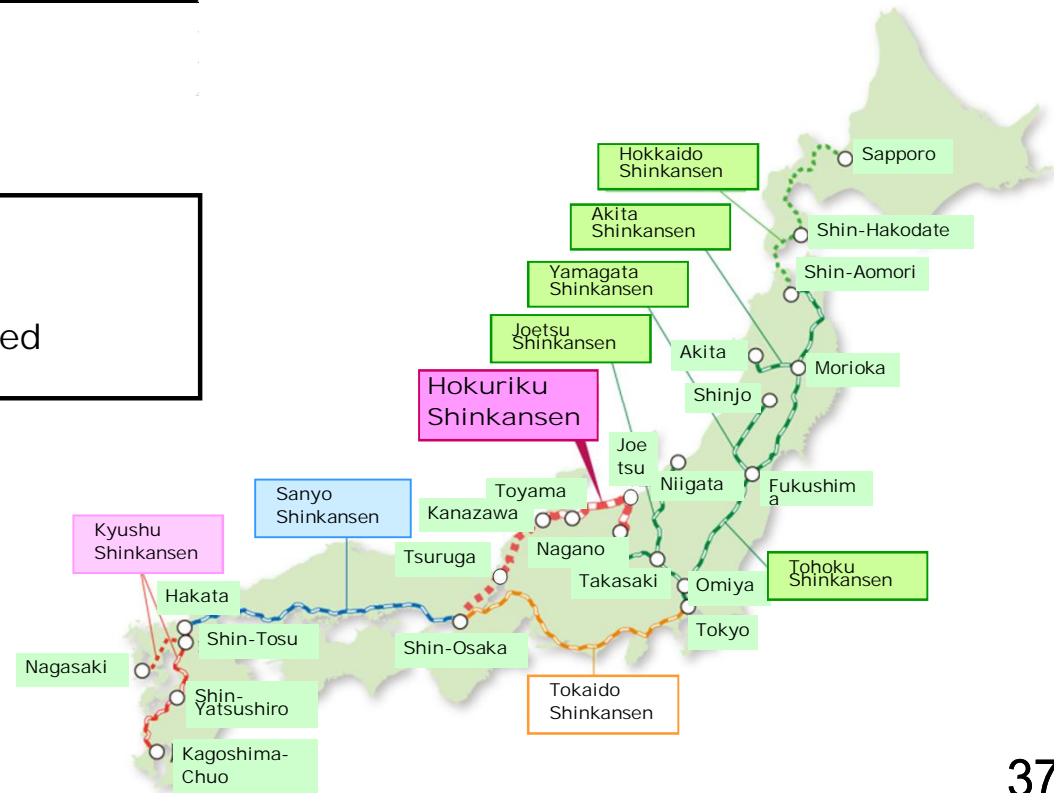 ed
Hokkaido
Shinkansen
Sapporo
Akita
Shinkansen
Shin-Hakodate
Yamagata
Shinkansen
Shin-Aomori
Joetsu
Shinkansen
Akita
Morioka
Hokuriku
Shinkansen
Shinjo
Joe
tsu
Niigata
Fukushim
a
Toyama
Kanazawa
Sanyo
Shinkansen
Kyushu
Shinkansen
Tsuruga
Nagano
Takasaki
Omiya
Tohoku
Shinkansen
Hakata
Tokyo
Shin-Tosu
Shin-Osaka
Nagasaki
Shin-
Yatsushiro
Tokaido
Shinkansen
Kagoshima-
Chuo
37